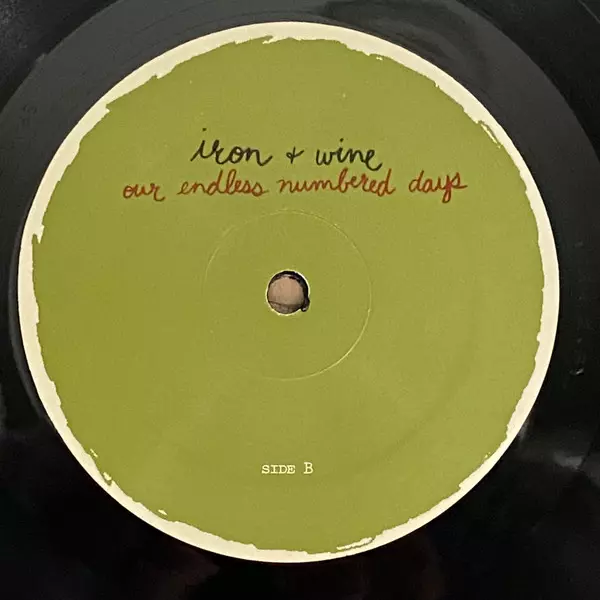 iron + wine
our endless numbered days
SIDE B